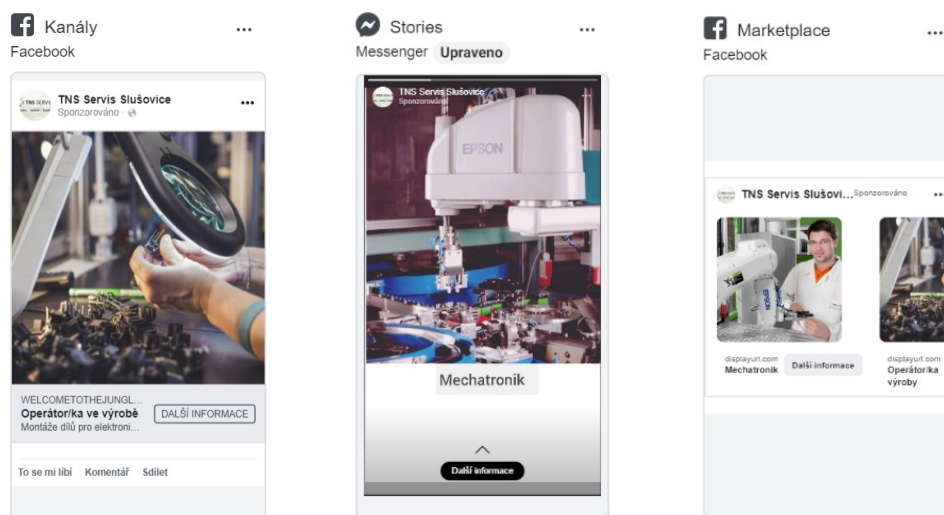 Kanály
Facebook
TNS Servis Slušovice
Sponzorováno
WELCOMETOTHEJUNGL...
Operátor/ka ve výrobě
Montáže dílů pro elektroni...
DALŠÍ INFORMACE
To se mi líbí Komentář Sdílet
Stories
Messenger Upraveno
TNS Servis Slušovice
Sponzorováno
EPSON
Mechatronik
Další informace
Marketplace
Facebook
TNS Servis Slušovi... Sponzorováno
EPSON
displayurl.com
Mechatronik
Další informace
displayurl.com
Operátor/ka
výroby